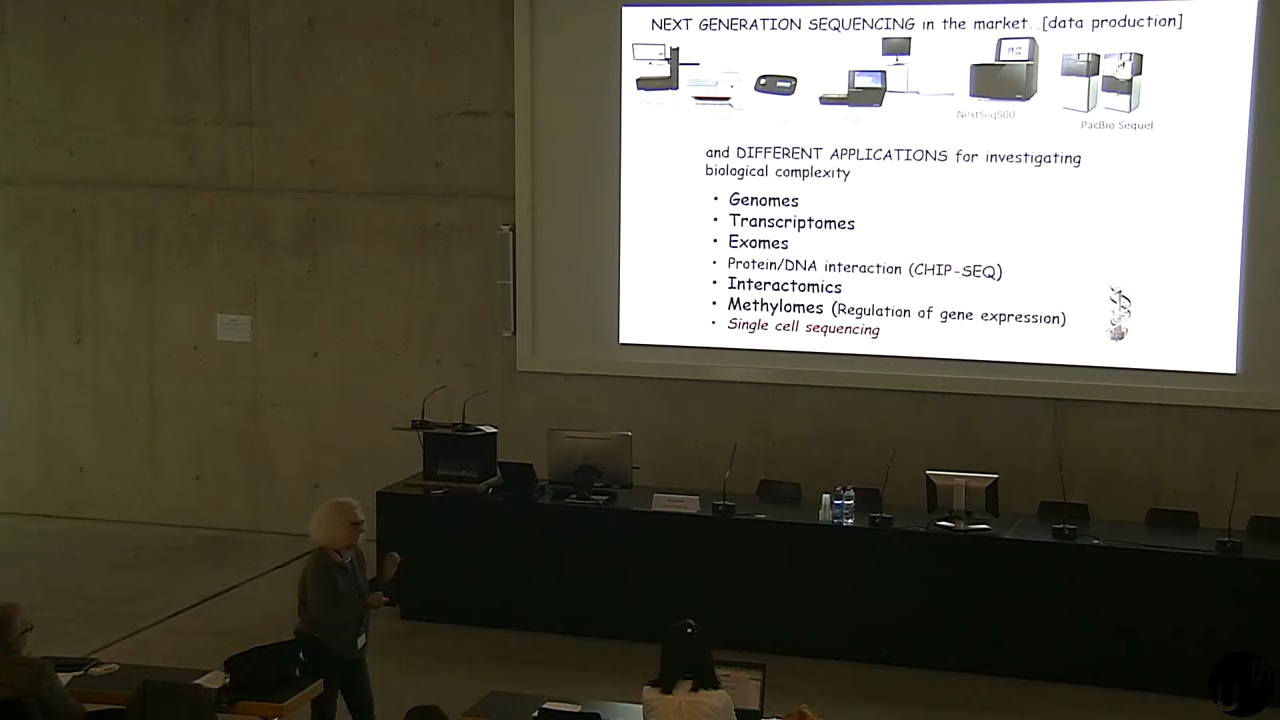 NEXT GENERATION SEQUENCING in the market...[data production]
NextSeq500
PacBio Sequel
and DIFFERENT APPLICATIONS for investigating
biological complexity
• Genomes
• Transcriptomes
• Exomes
• Protein/DNA interaction (CHIP-SEQ)
• Interactomics
• Methylomes (Regulation of gene expression)
• Single cell sequencing